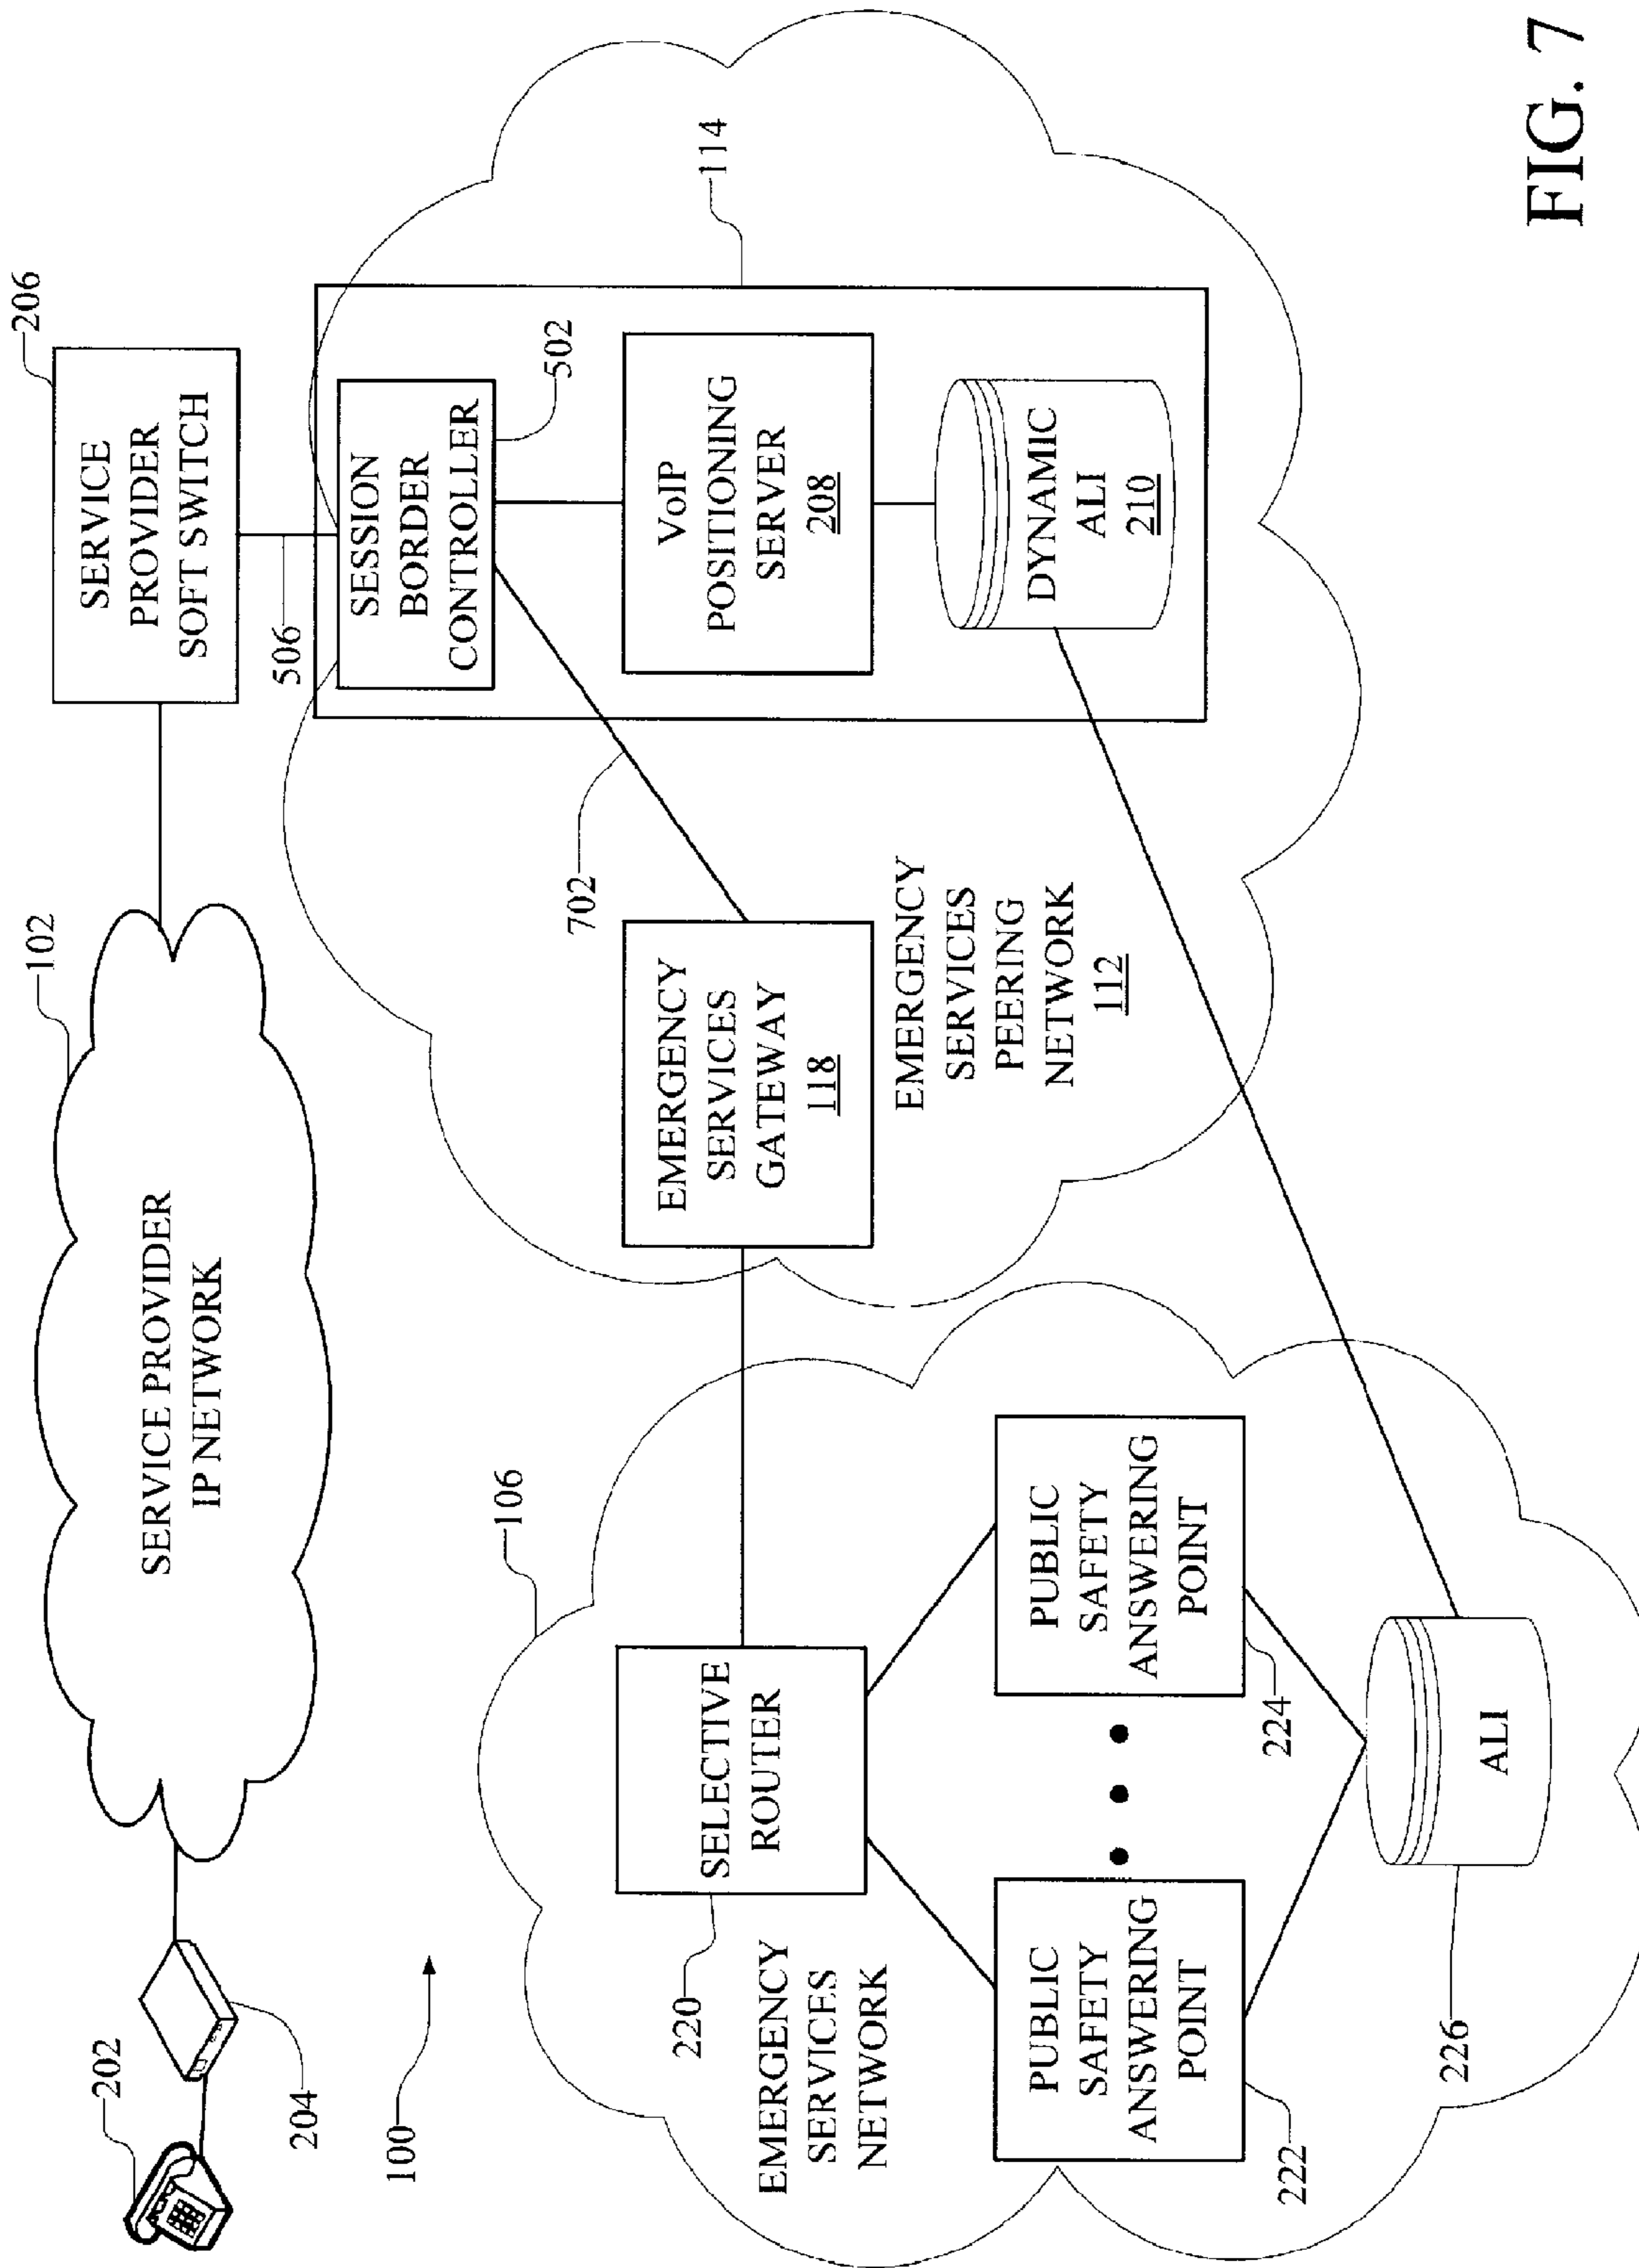 202
204
102
SERVICE PROVIDER
IP NETWORK
206
SERVICE
PROVIDER
SOFT SWITCH
506
100
106
114
SESSION
BORDER
CONTROLLER
502
702
VoIP
POSITIONING
SERVER
208
DYNAMIC
ALI
210
EMERGENCY
SERVICES
GATEWAY
118
EMERGENCY
SERVICES
PEERING
NETWORK
112
SELECTIVE
ROUTER
220
EMERGENCY
SERVICES
NETWORK
PUBLIC
SAFETY
ANSWERING
POINT
222
PUBLIC
SAFETY
ANSWERING
POINT
224
ALI
226
FIG. 7